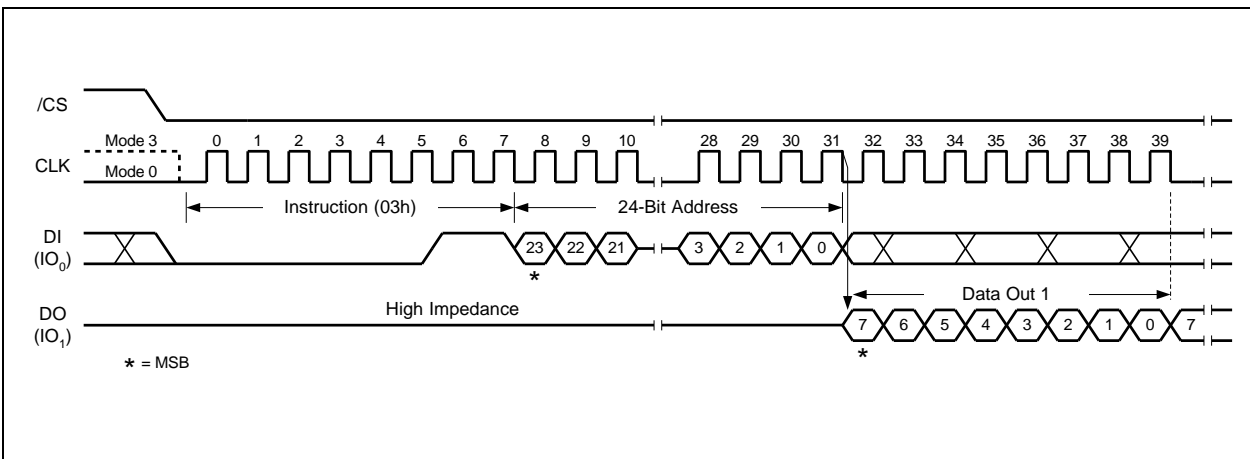 /CS
Mode 3 0 1 2 3 4 5 6 7 8 9 10 28 29 30 31 32 33 34 35 36 37 38 39
CLK
Mode 0
Instruction (03h) 24-Bit Address
DI
(IO₀)
23 22 21 3 2 1 0
*
High Impedance
Data Out 1
DO
(IO₁)
7 6 5 4 3 2 1 0 7
*
* = MSB